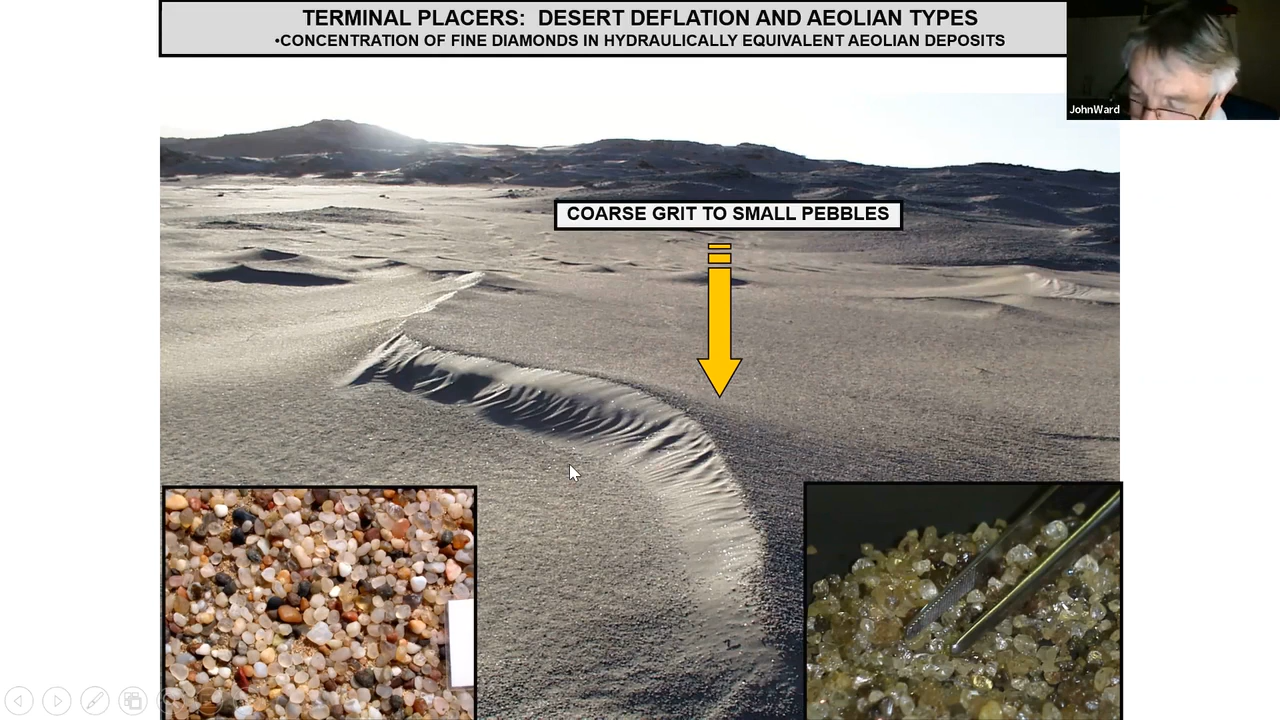 TERMINAL PLACERS: DESERT DEFLATION AND AEOLIAN TYPES
•CONCENTRATION OF FINE DIAMONDS IN HYDRAULICALLY EQUIVALENT AEOLIAN DEPOSITS
JohnWard
COARSE GRIT TO SMALL PEBBLES